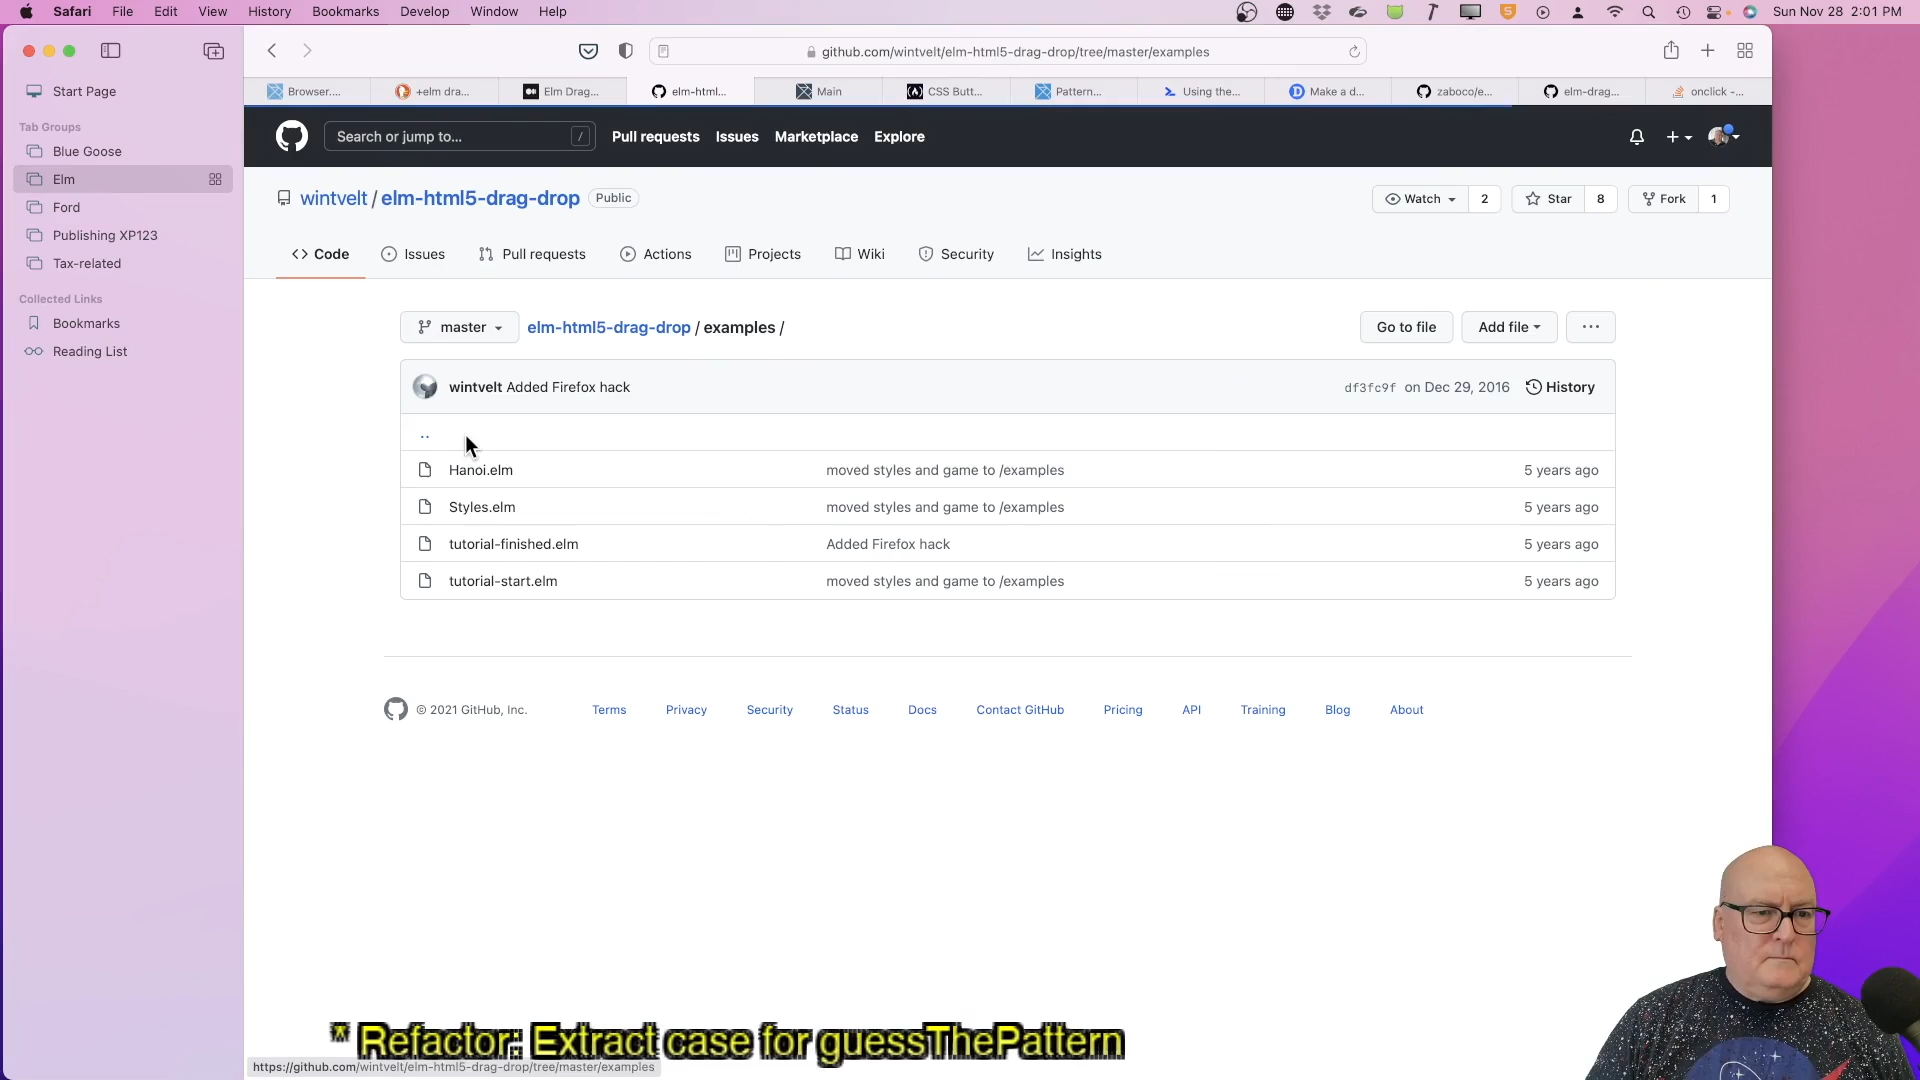 Safari File Edit View History Bookmarks Develop Window Help
Sun Nov 28 2:01 PM
github.com/wintvelt/elm-html5-drag-drop/tree/master/examples
Start Page
Tab Groups
Blue Goose
Elm
Ford
Publishing XP123
Tax-related
Collected Links
Bookmarks
Reading List
Browser.... +elm dra... Elm Drag... elm-html... Main CSS Butt... Pattern... Using the... Make a d... zaboco/e... elm-drag... onclick -...
Search or jump to... / Pull requests Issues Marketplace Explore
wintvelt / elm-html5-drag-drop Public
Watch 2 Star 8 Fork 1
Code Issues Pull requests Actions Projects Wiki Security Insights
master elm-html5-drag-drop / examples / Go to file Add file ...
wintvelt Added Firefox hack df3fc9f on Dec 29, 2016 History
..
Hanoi.elm moved styles and game to /examples 5 years ago
Styles.elm moved styles and game to /examples 5 years ago
tutorial-finished.elm Added Firefox hack 5 years ago
tutorial-start.elm moved styles and game to /examples 5 years ago
© 2021 GitHub, Inc. Terms Privacy Security Status Docs Contact GitHub Pricing API Training Blog About
* Refactor: Extract case for guessThePattern
https://github.com/wintvelt/elm-html5-drag-drop/tree/master/examples